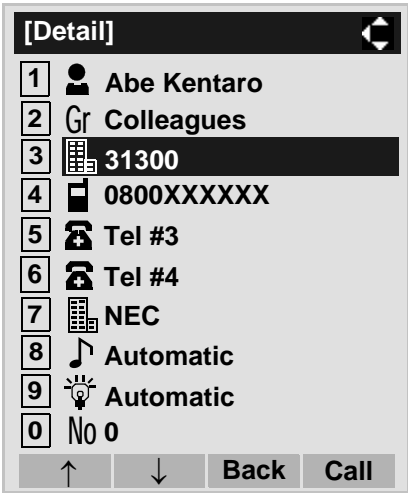 [Detail]
1 Abe Kentaro
2 Gr Colleagues
3 31300
4 0800XXXXXX
5 Tel #3
6 Tel #4
7 NEC
8 Automatic
9 Automatic
0 No 0
↑ ↓ Back Call